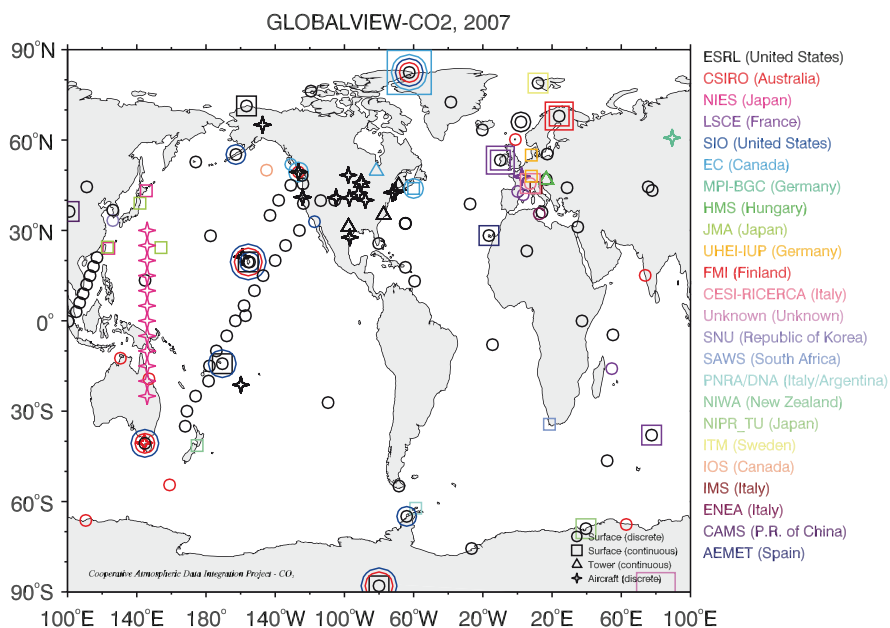 GLOBALVIEW-CO2, 2007
90°N
60°N
30°N
0°
30°S
60°S
90°S
100°E 140°E 180° 140°W 100°W 60°W 20°W 20°E 60°E 100°E
ESRL (United States)
CSIRO (Australia)
NIES (Japan)
LSCE (France)
SIO (United States)
EC (Canada)
MPI-BGC (Germany)
HMS (Hungary)
JMA (Japan)
UHEI-IUP (Germany)
FMI (Finland)
CESI-RICERCA (Italy)
Unknown (Unknown)
SNU (Republic of Korea)
SAWS (South Africa)
PNRA/DNA (Italy/Argentina)
NIWA (New Zealand)
NIPR_TU (Japan)
ITM (Sweden)
IOS (Canada)
IMS (Italy)
ENEA (Italy)
CAMS (P.R. of China)
AEMET (Spain)
Surface (discrete)
Surface (continuous)
Tower (continuous)
Aircraft (discrete)
Cooperative Atmospheric Data Integration Project - CO₂